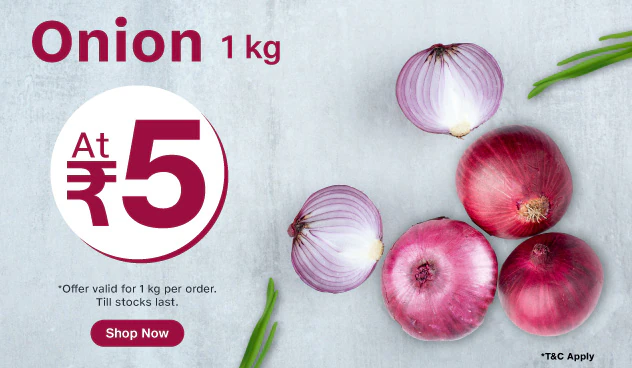 Onion 1 kg
At
₹5
*Offer valid for 1 kg per order.
Till stocks last.
Shop Now
*T&C Apply